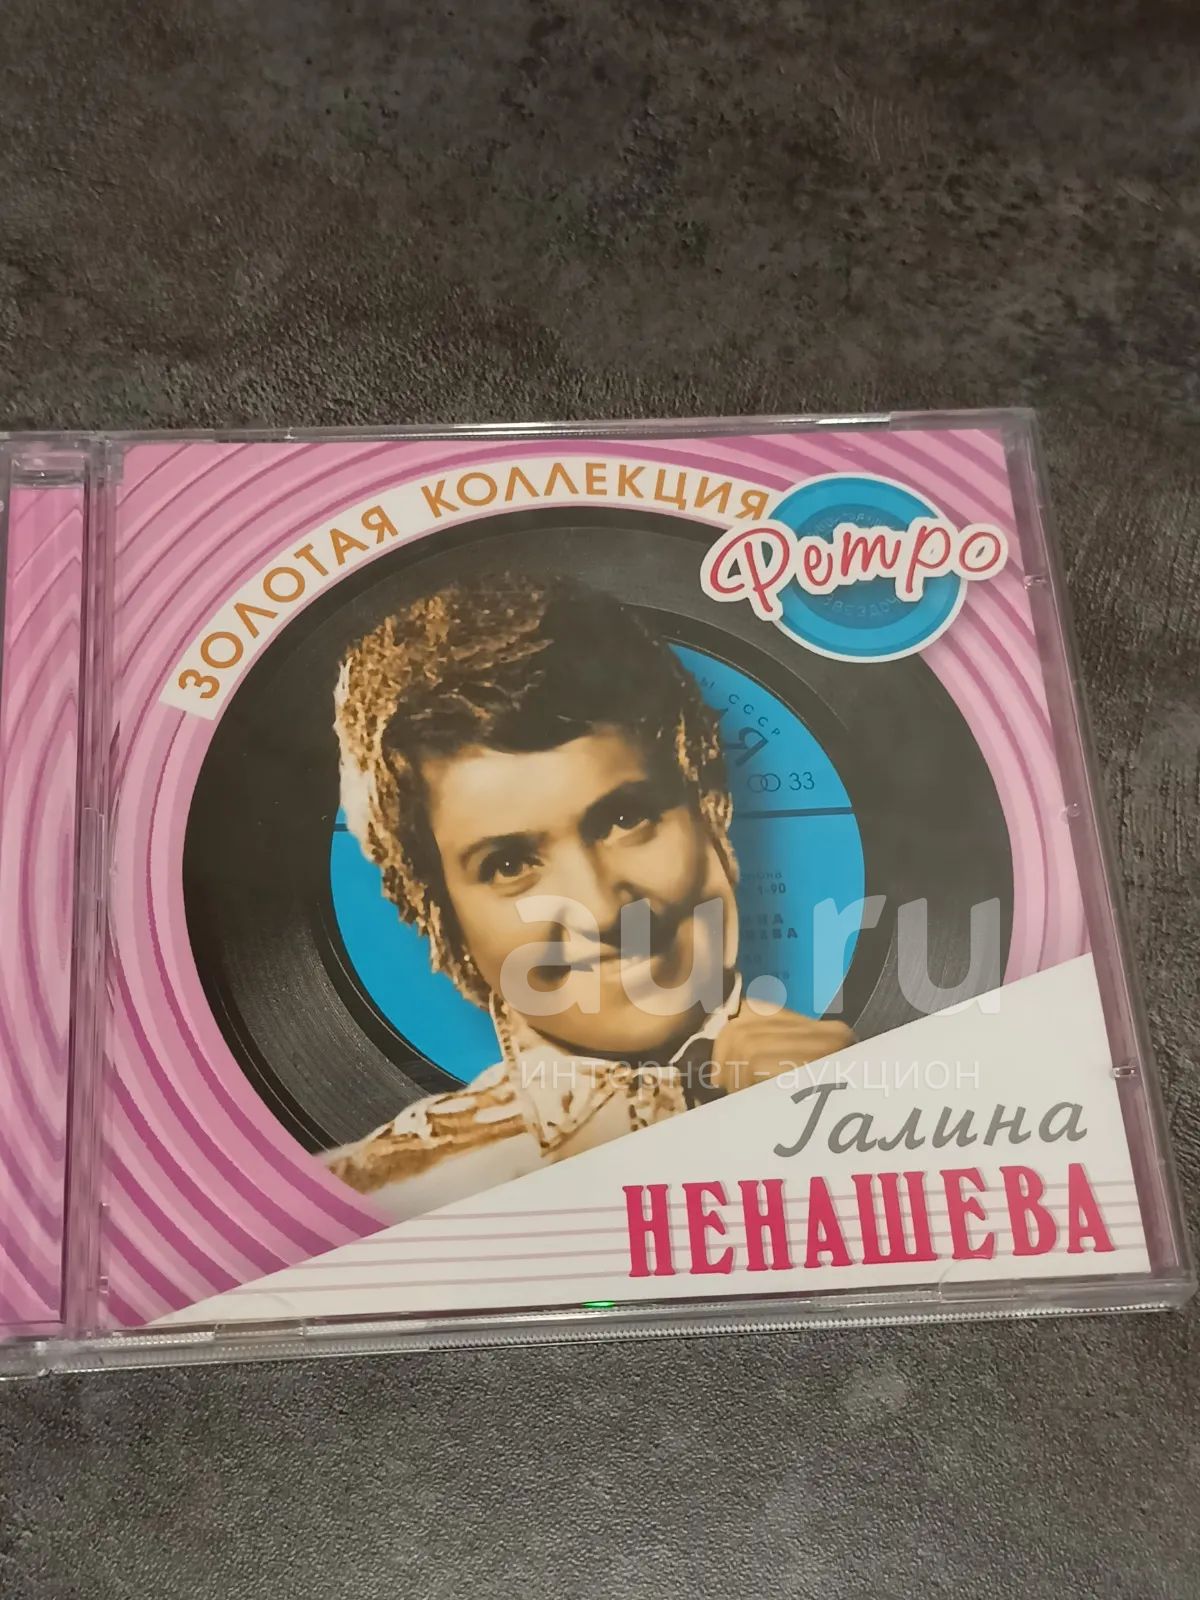 ЗОЛОТАЯ КОЛЛЕКЦИЯ
Ретро
Ы СССР
33
au.ru
интернет-аукцион
Галина
НЕНАШЕВА